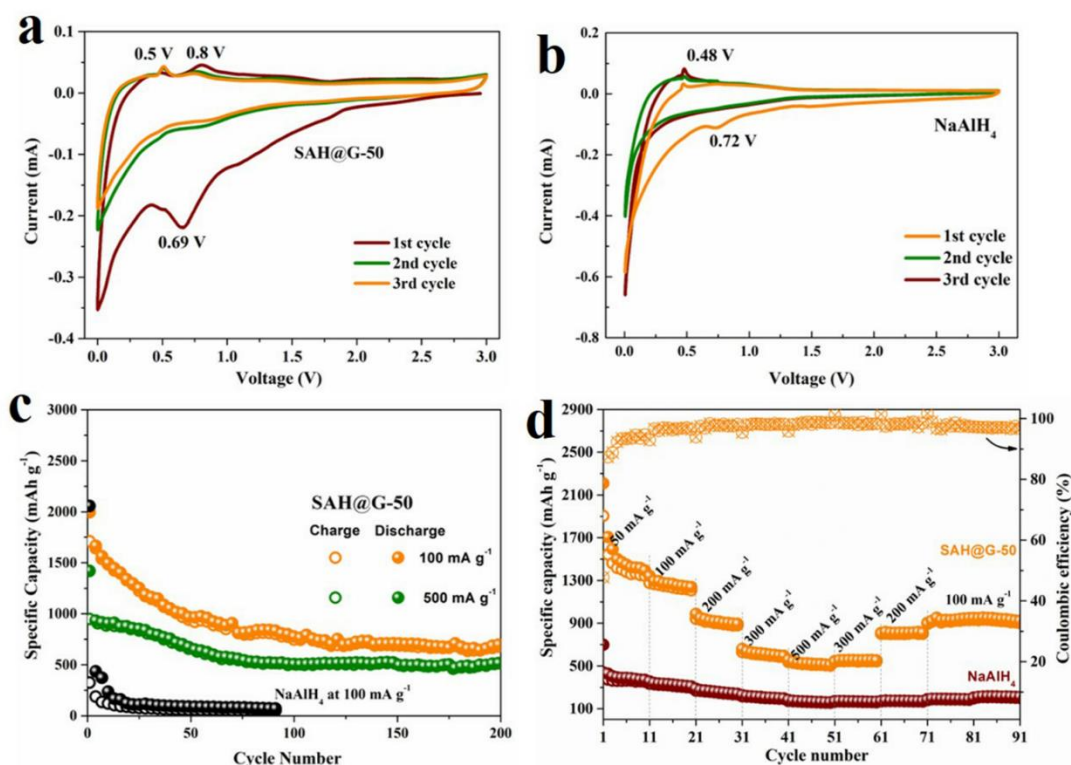 a
0.1
0.0
-0.1
-0.2
-0.3
-0.4
Current (mA)
0.5 V
0.8 V
SAH@G-50
0.69 V
1st cycle
2nd cycle
3rd cycle
0.0 0.5 1.0 1.5 2.0 2.5 3.0
Voltage (V)
b
0.2
0.0
-0.2
-0.4
-0.6
-0.8
Current (mA)
0.48 V
NaAlH4
0.72 V
1st cycle
2nd cycle
3rd cycle
0.0 0.5 1.0 1.5 2.0 2.5 3.0
Voltage (V)
c
3000
2500
2000
1500
1000
500
0
Specific Capacity (mAh g-1)
SAH@G-50
Charge Discharge
100 mA g-1
500 mA g-1
NaAlH4 at 100 mA g-1
0 50 100 150 200
Cycle Number
d
2900
2500
2100
1700
1300
900
500
100
Specific capacity (mAh g-1)
50 mA g-1
100 mA g-1
200 mA g-1
300 mA g-1
500 mA g-1
300 mA g-1
200 mA g-1
100 mA g-1
SAH@G-50
NaAlH4
100
80
60
40
20
Coulombic efficiency (%)
1 11 21 31 41 51 61 71 81 91
Cycle number